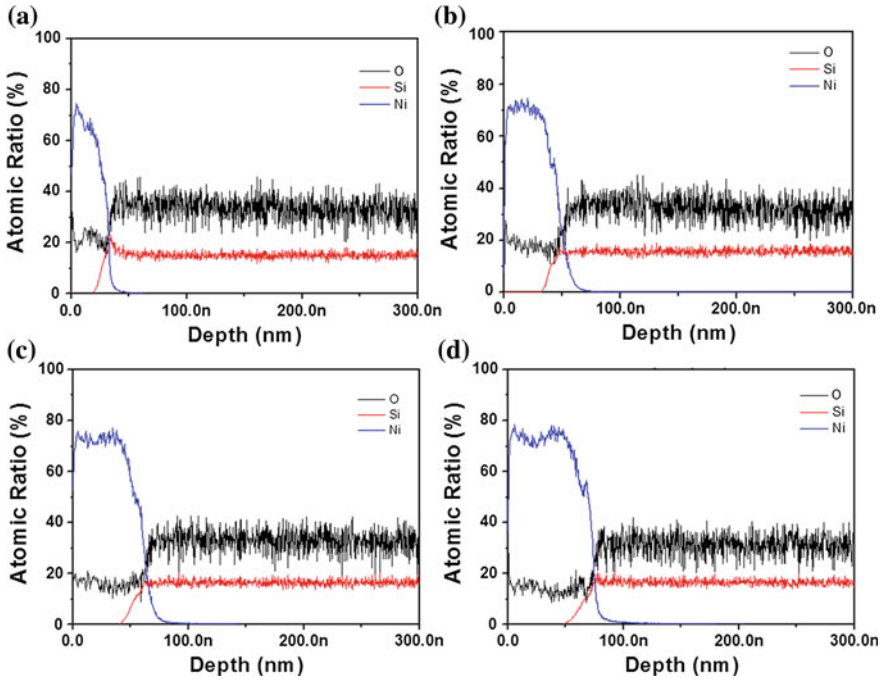 (a)
100
80
60
40
20
0
Atomic Ratio (%)
O
Si
Ni
0.0
100.0n
200.0n
300.0n
Depth (nm)
(b)
100
80
60
40
20
0
Atomic Ratio (%)
O
Si
Ni
0.0
100.0n
200.0n
300.0n
Depth (nm)
(c)
100
80
60
40
20
0
Atomic Ratio (%)
O
Si
Ni
0.0
100.0n
200.0n
300.0n
Depth (nm)
(d)
100
80
60
40
20
0
Atomic Ratio (%)
O
Si
Ni
0.0
100.0n
200.0n
300.0n
Depth (nm)